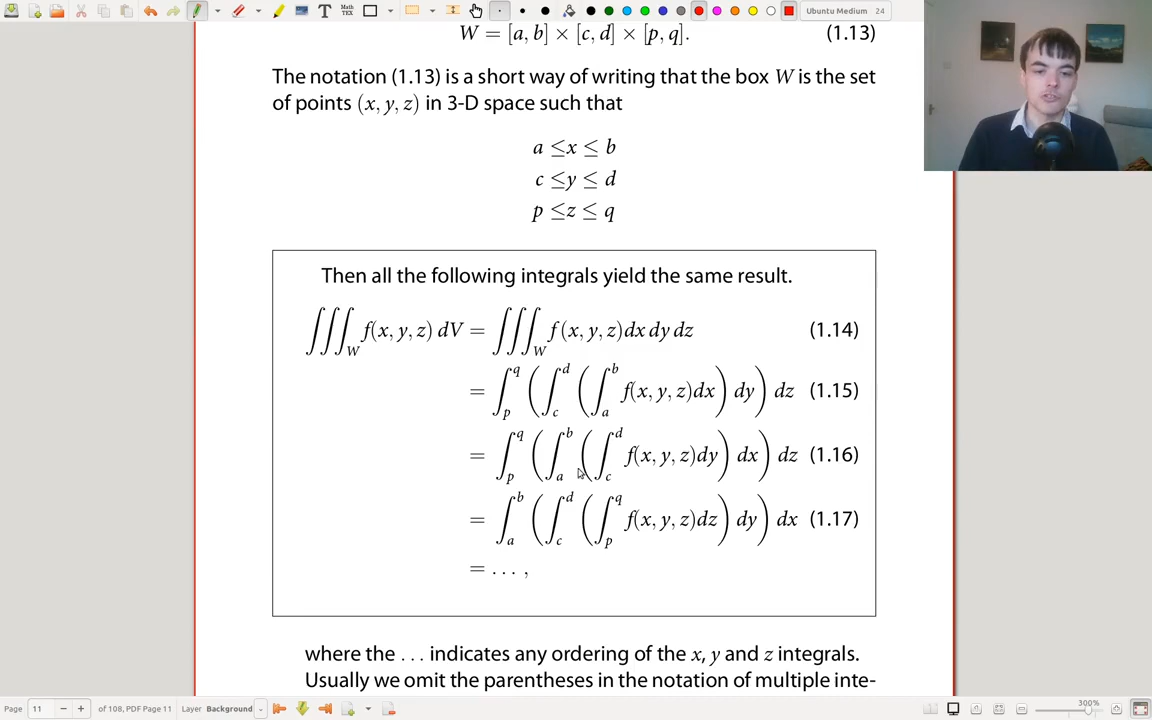 T Math TEX Ubuntu Medium 24
W = [a, b] × [c, d] × [p, q]. (1.13)
The notation (1.13) is a short way of writing that the box W is the set
of points (x, y, z) in 3-D space such that
a ≤x ≤ b
c ≤y ≤ d
p ≤z ≤ q
Then all the following integrals yield the same result.
∭_W f(x, y, z) dV = ∭_W f(x, y, z)dx dy dz (1.14)
= ∫_p^q (∫_c^d (∫_a^b f(x, y, z)dx) dy) dz (1.15)
= ∫_p^q (∫_a^b (∫_c^d f(x, y, z)dy) dx) dz (1.16)
= ∫_a^b (∫_c^d (∫_p^q f(x, y, z)dz) dy) dx (1.17)
= . . . ,
where the . . . indicates any ordering of the x, y and z integrals.
Usually we omit the parentheses in the notation of multiple inte-
Page 11 − + of 108, PDF Page 11 Layer Background 300%